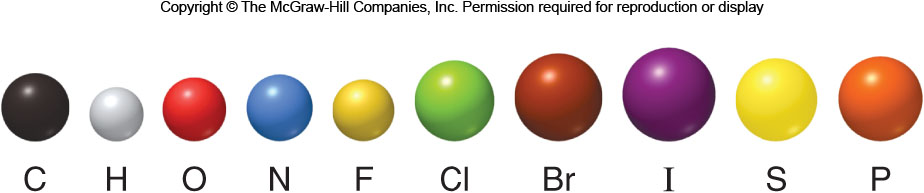 Copyright © The McGraw-Hill Companies, Inc. Permission required for reproduction or display
C H O N F Cl Br I S P